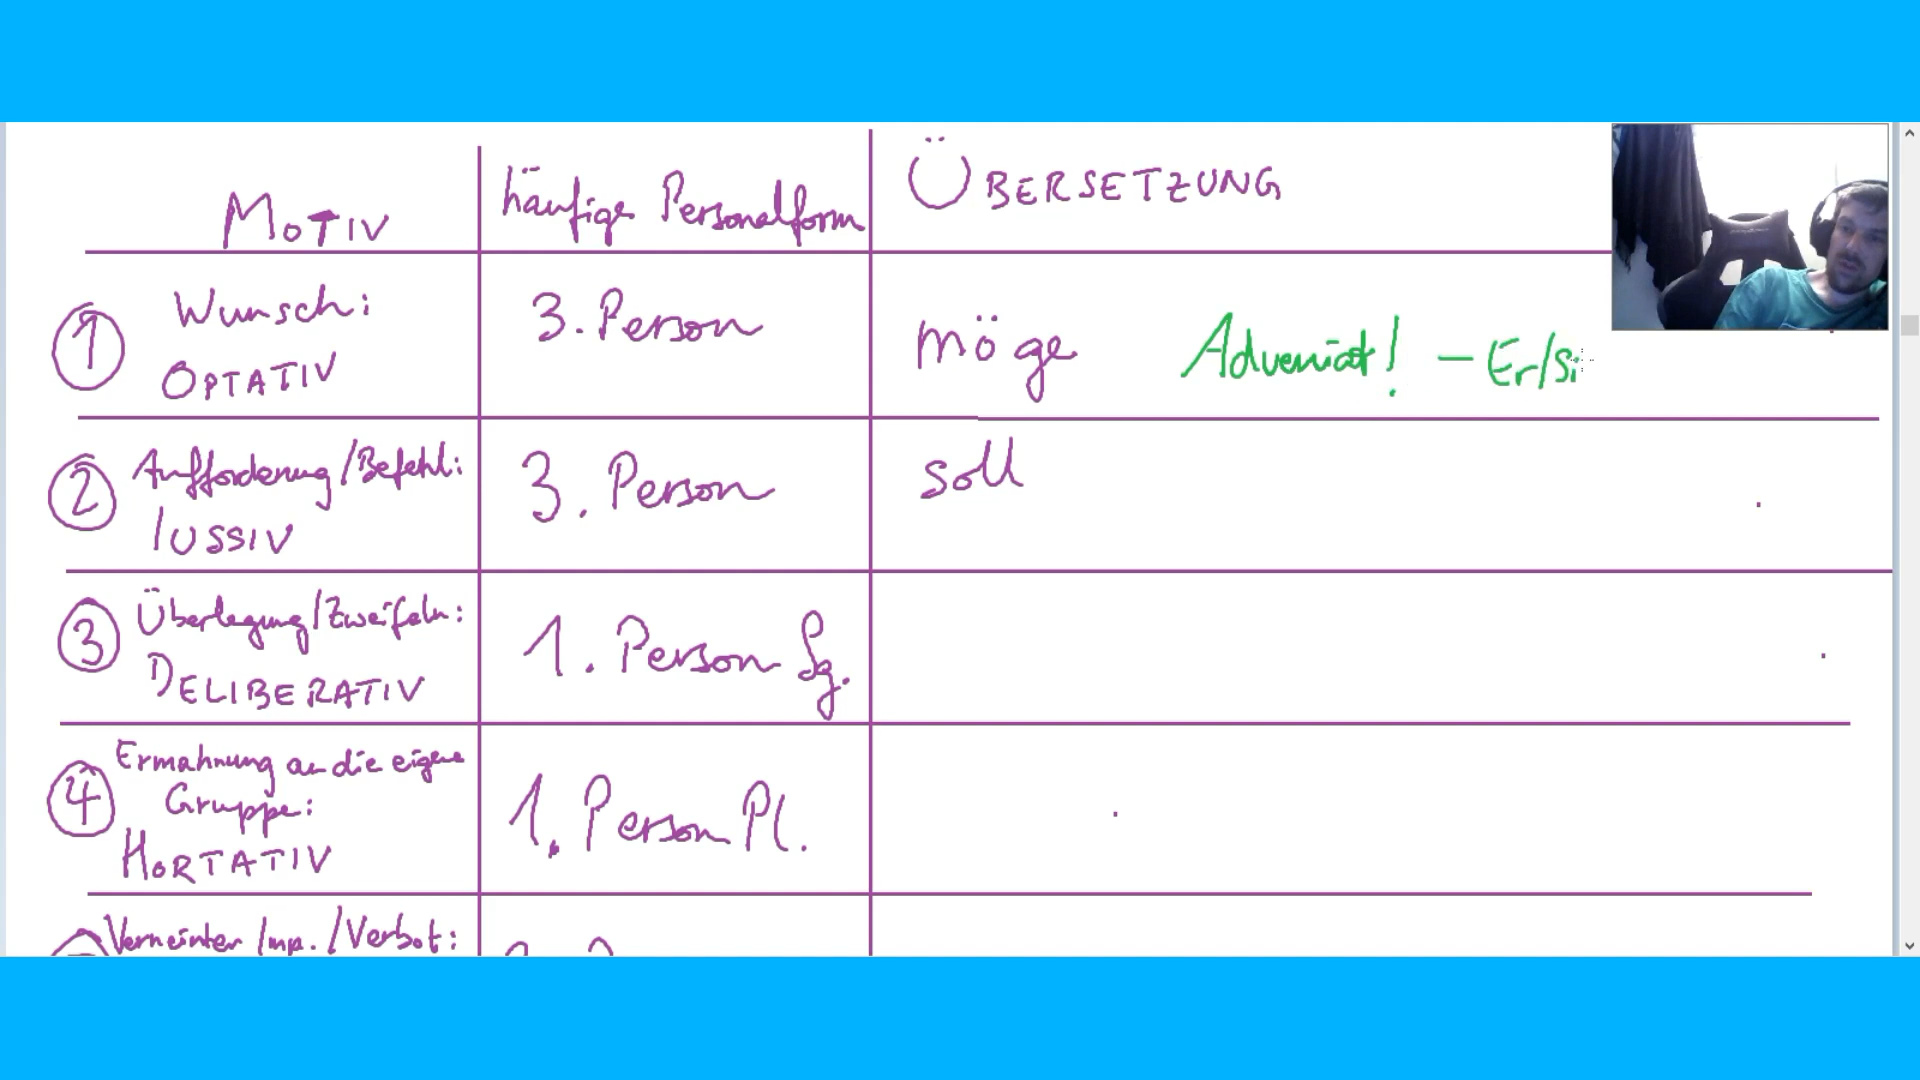 MOTIV
häufige Personalform
ÜBERSETZUNG
1
Wunsch:
OPTATIV
3. Person
möge
Adveniat! – Er/Si
2
Aufforderung/Befehl:
IUSSIV
3. Person
soll
3
Überlegung/Zweifeln:
DELIBERATIV
1. Person Sg.
4
Ermahnung an die eigene
Gruppe:
HORTATIV
1. Person Pl.
Verneinter Imp./Verbot: